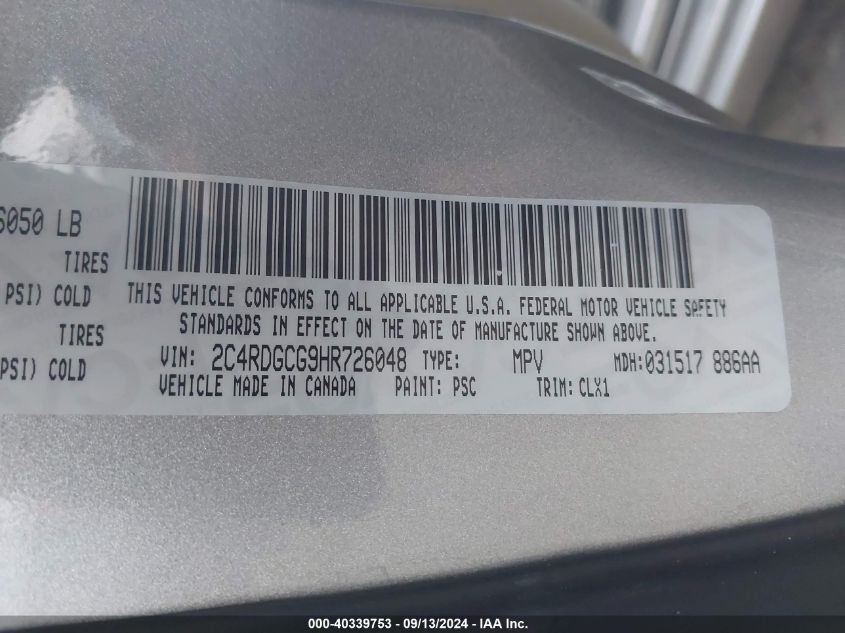 6050 LB
TIRES
PSI) COLD
TIRES
PSI) COLD
THIS VEHICLE CONFORMS TO ALL APPLICABLE U.S.A. FEDERAL MOTOR VEHICLE SAFETY
STANDARDS IN EFFECT ON THE DATE OF MANUFACTURE SHOWN ABOVE.
VIN: 2C4RDGCG9HR726048 TYPE: MPV MDH: 031517 886AA
VEHICLE MADE IN CANADA PAINT: PSC TRIM: CLX1
000-40339753 - 09/13/2024 - IAA Inc.